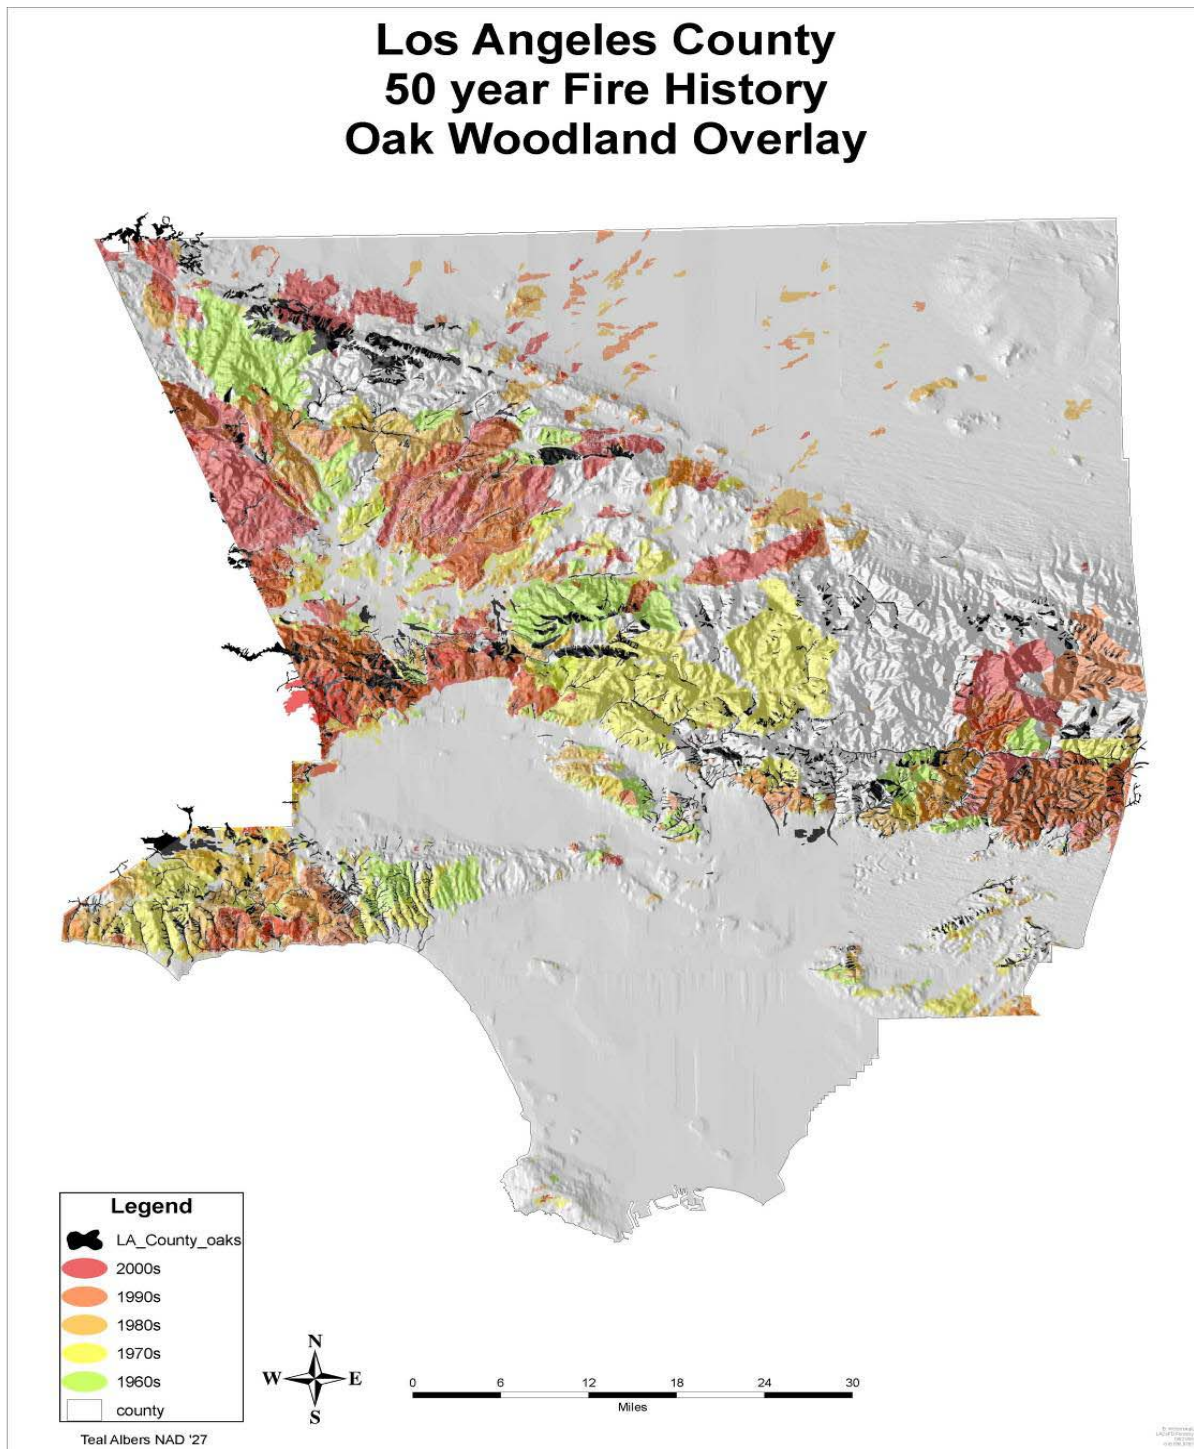 Los Angeles County
50 year Fire History
Oak Woodland Overlay
Legend
LA_County_oaks
2000s
1990s
1980s
1970s
1960s
county
Teal Albers NAD '27
N
W E
S
0 6 12 18 24 30
Miles